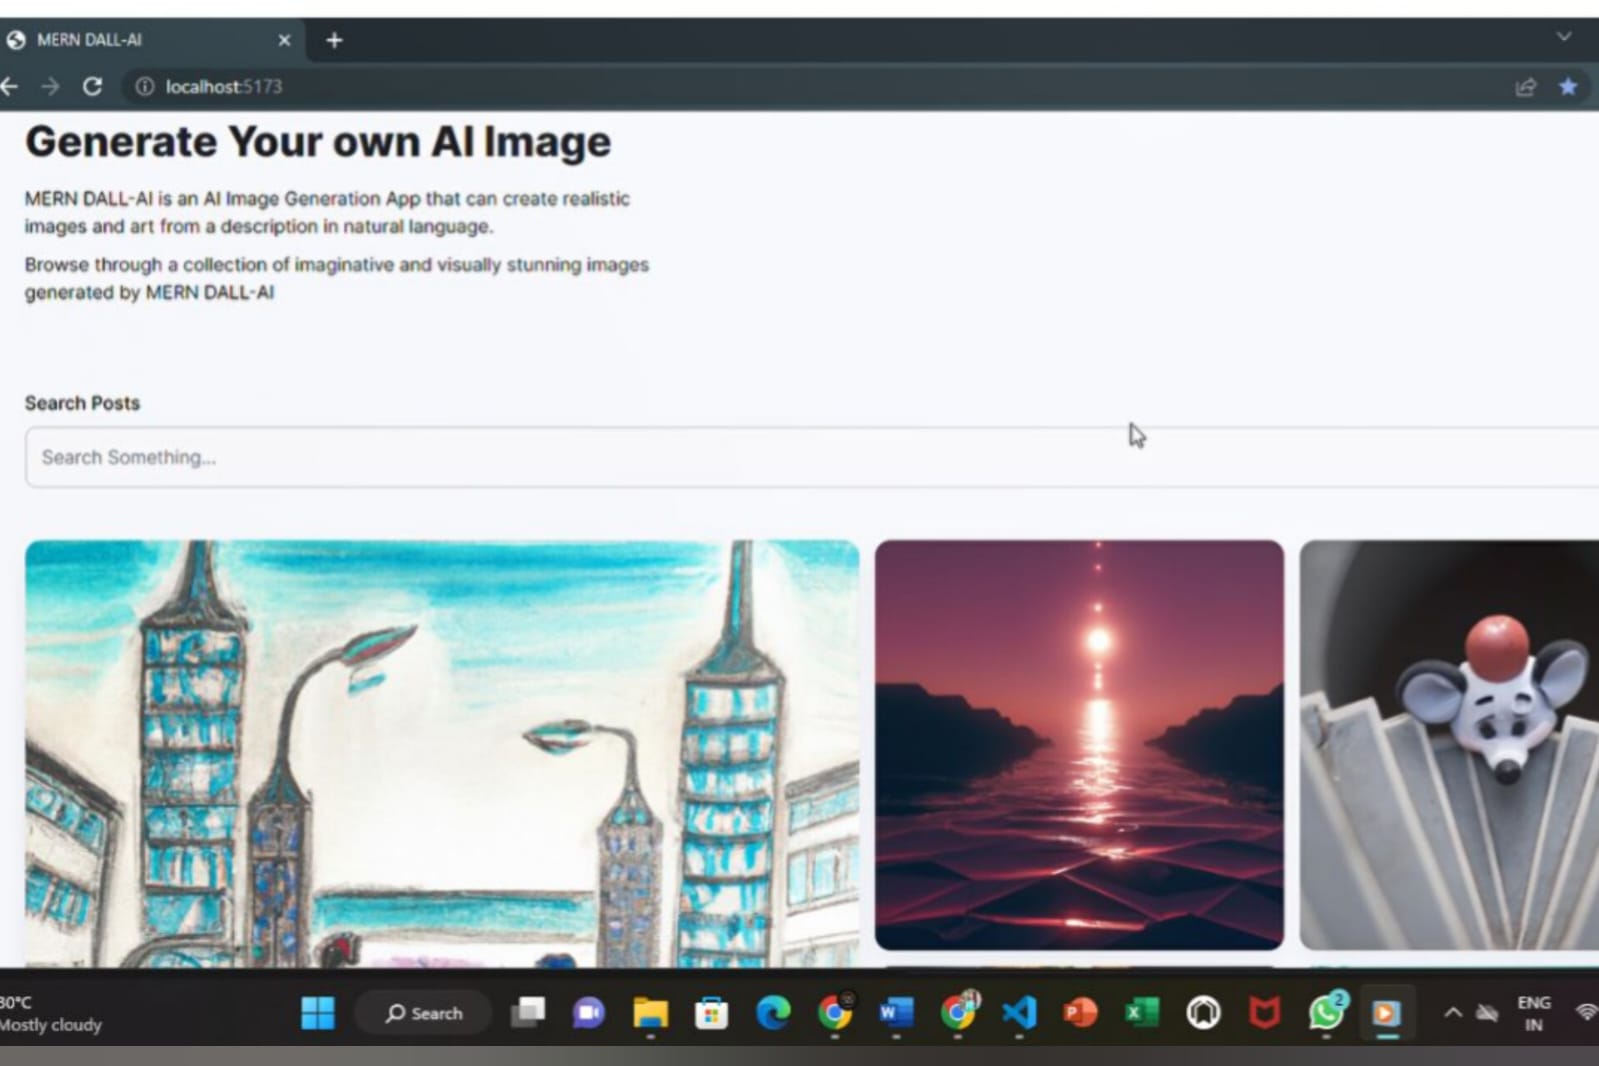 MERN DALL-AI
localhost:5173
Generate Your own AI Image
MERN DALL-AI is an AI Image Generation App that can create realistic
images and art from a description in natural language.
Browse through a collection of imaginative and visually stunning images
generated by MERN DALL-AI
Search Posts
Search Something...
30°C
Mostly cloudy
Search
W
P
X
2
ENG
IN